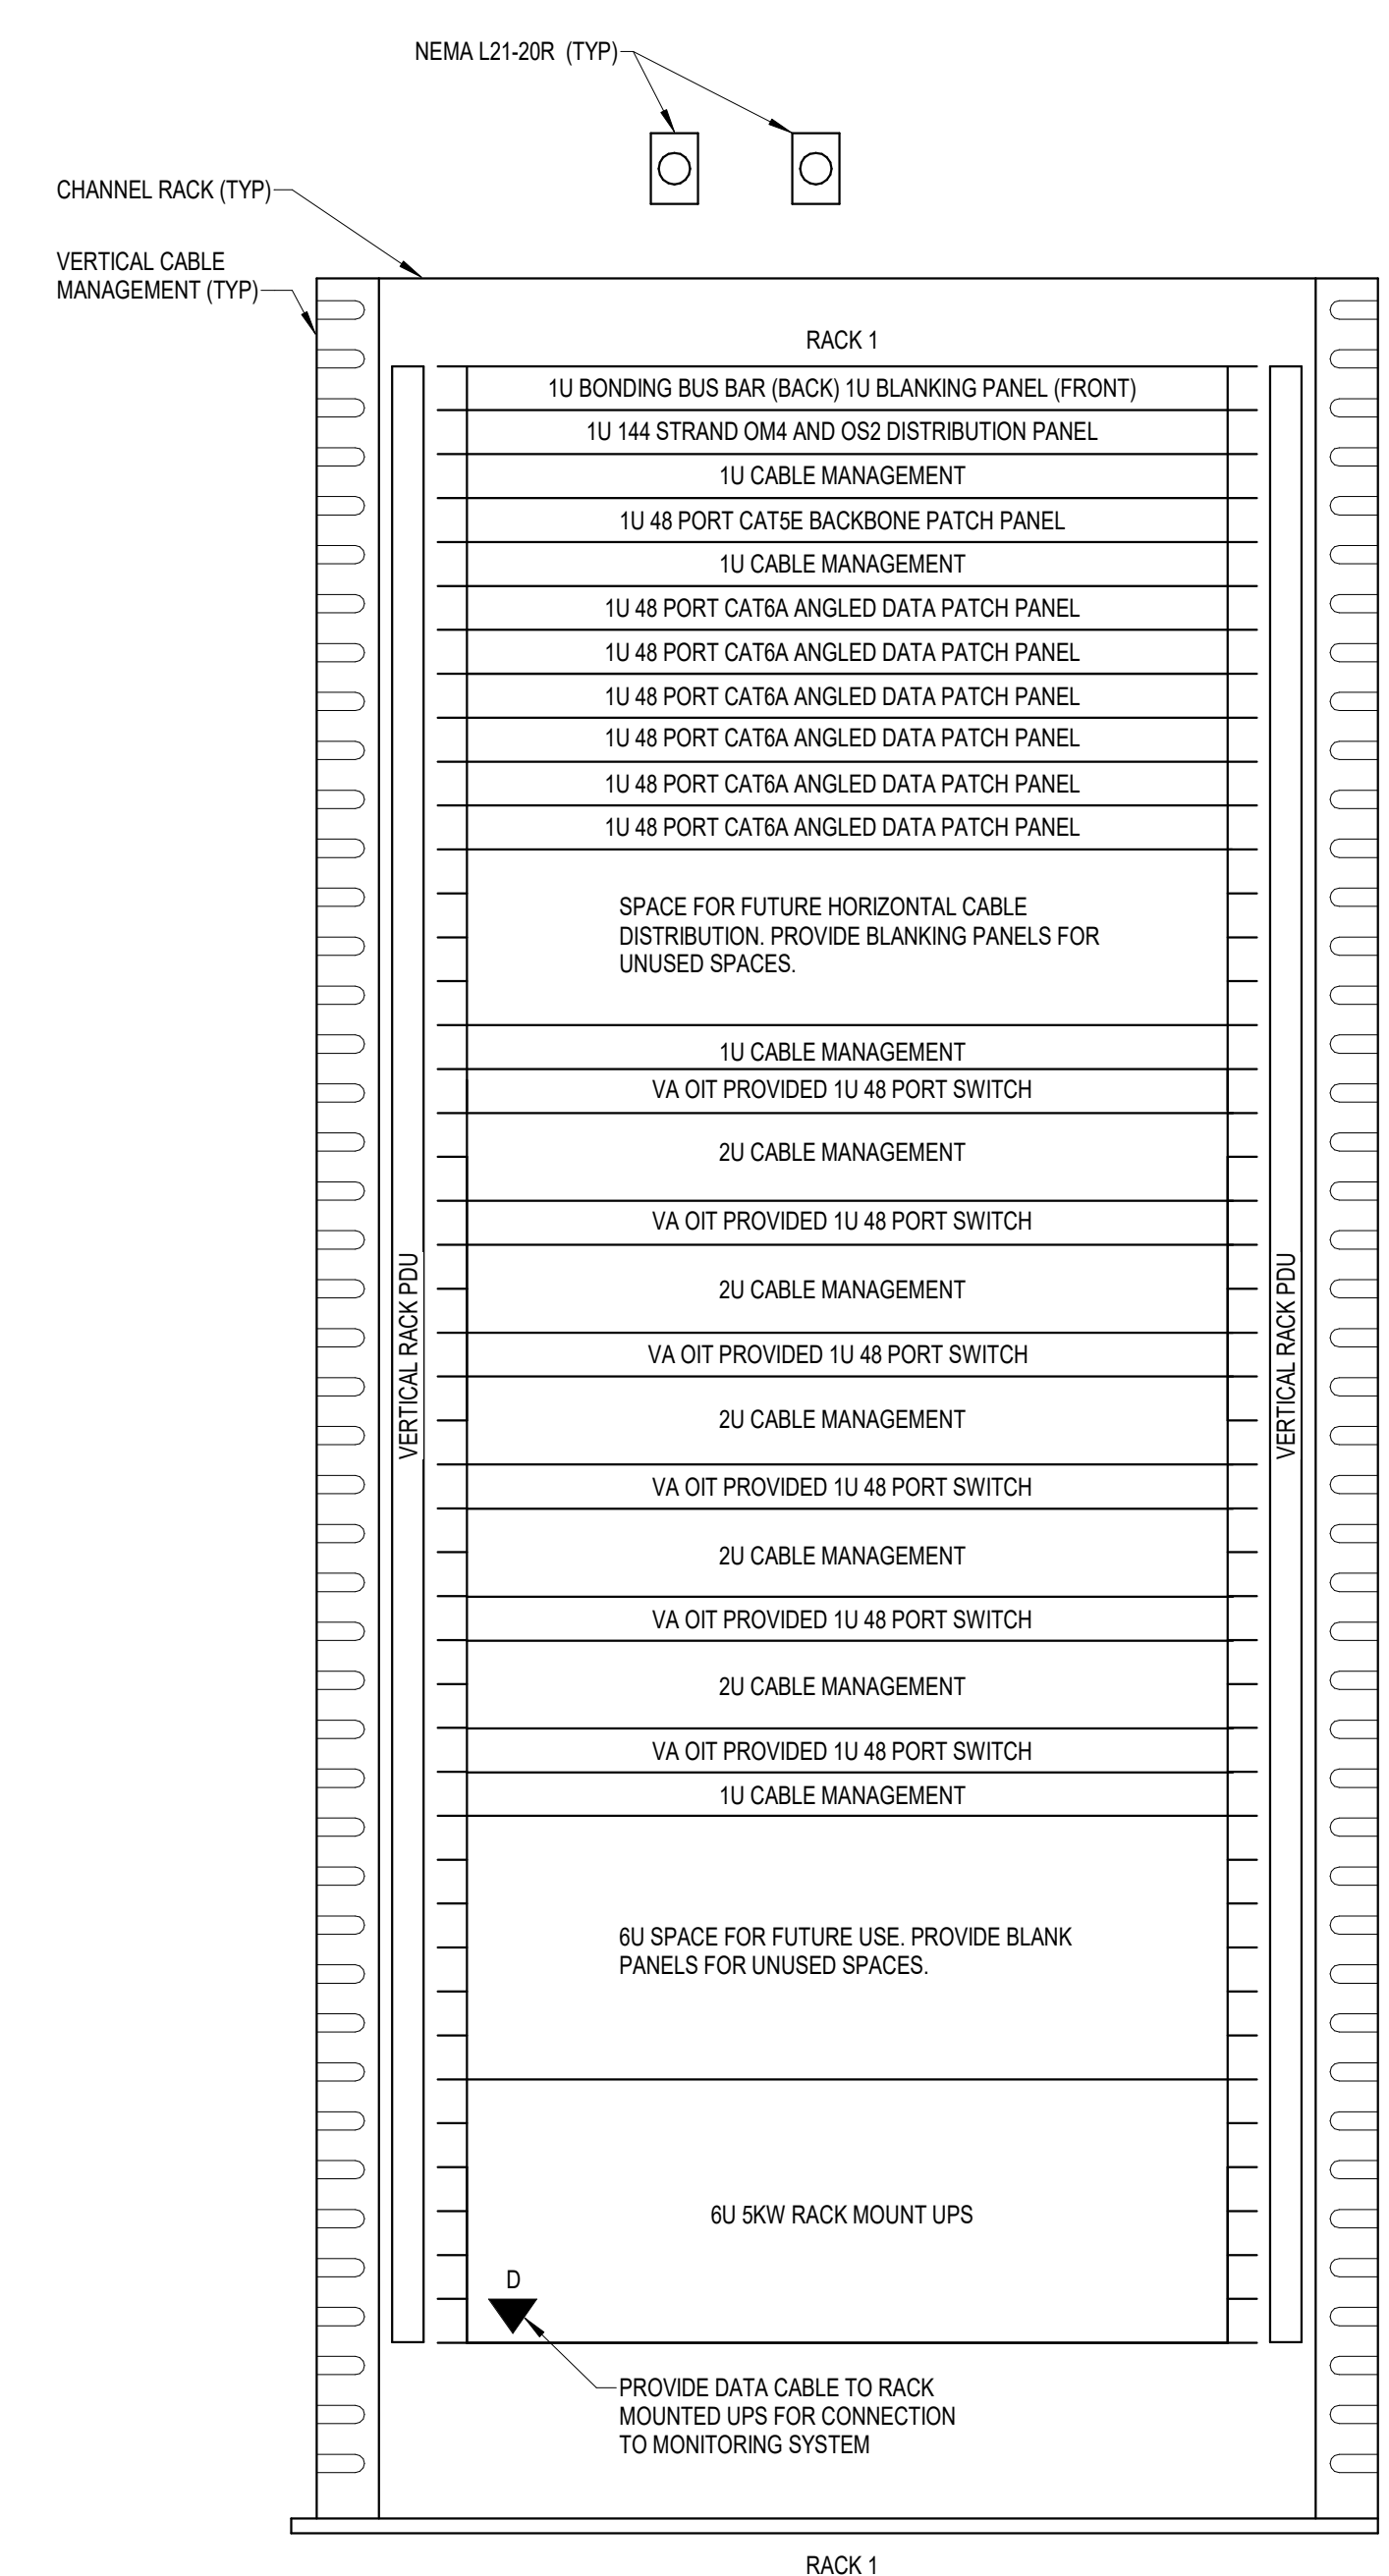 NEMA L21-20R (TYP)
CHANNEL RACK (TYP)
VERTICAL CABLE
MANAGEMENT (TYP)
RACK 1
1U BONDING BUS BAR (BACK) 1U BLANKING PANEL (FRONT)
1U 144 STRAND OM4 AND OS2 DISTRIBUTION PANEL
1U CABLE MANAGEMENT
1U 48 PORT CAT5E BACKBONE PATCH PANEL
1U CABLE MANAGEMENT
1U 48 PORT CAT6A ANGLED DATA PATCH PANEL
1U 48 PORT CAT6A ANGLED DATA PATCH PANEL
1U 48 PORT CAT6A ANGLED DATA PATCH PANEL
1U 48 PORT CAT6A ANGLED DATA PATCH PANEL
1U 48 PORT CAT6A ANGLED DATA PATCH PANEL
1U 48 PORT CAT6A ANGLED DATA PATCH PANEL
SPACE FOR FUTURE HORIZONTAL CABLE
DISTRIBUTION. PROVIDE BLANKING PANELS FOR
UNUSED SPACES.
1U CABLE MANAGEMENT
VA OIT PROVIDED 1U 48 PORT SWITCH
2U CABLE MANAGEMENT
VA OIT PROVIDED 1U 48 PORT SWITCH
2U CABLE MANAGEMENT
VERTICAL RACK PDU
VERTICAL RACK PDU
VA OIT PROVIDED 1U 48 PORT SWITCH
2U CABLE MANAGEMENT
VA OIT PROVIDED 1U 48 PORT SWITCH
2U CABLE MANAGEMENT
VA OIT PROVIDED 1U 48 PORT SWITCH
2U CABLE MANAGEMENT
VA OIT PROVIDED 1U 48 PORT SWITCH
1U CABLE MANAGEMENT
6U SPACE FOR FUTURE USE. PROVIDE BLANK
PANELS FOR UNUSED SPACES.
6U 5KW RACK MOUNT UPS
D
PROVIDE DATA CABLE TO RACK
MOUNTED UPS FOR CONNECTION
TO MONITORING SYSTEM
RACK 1